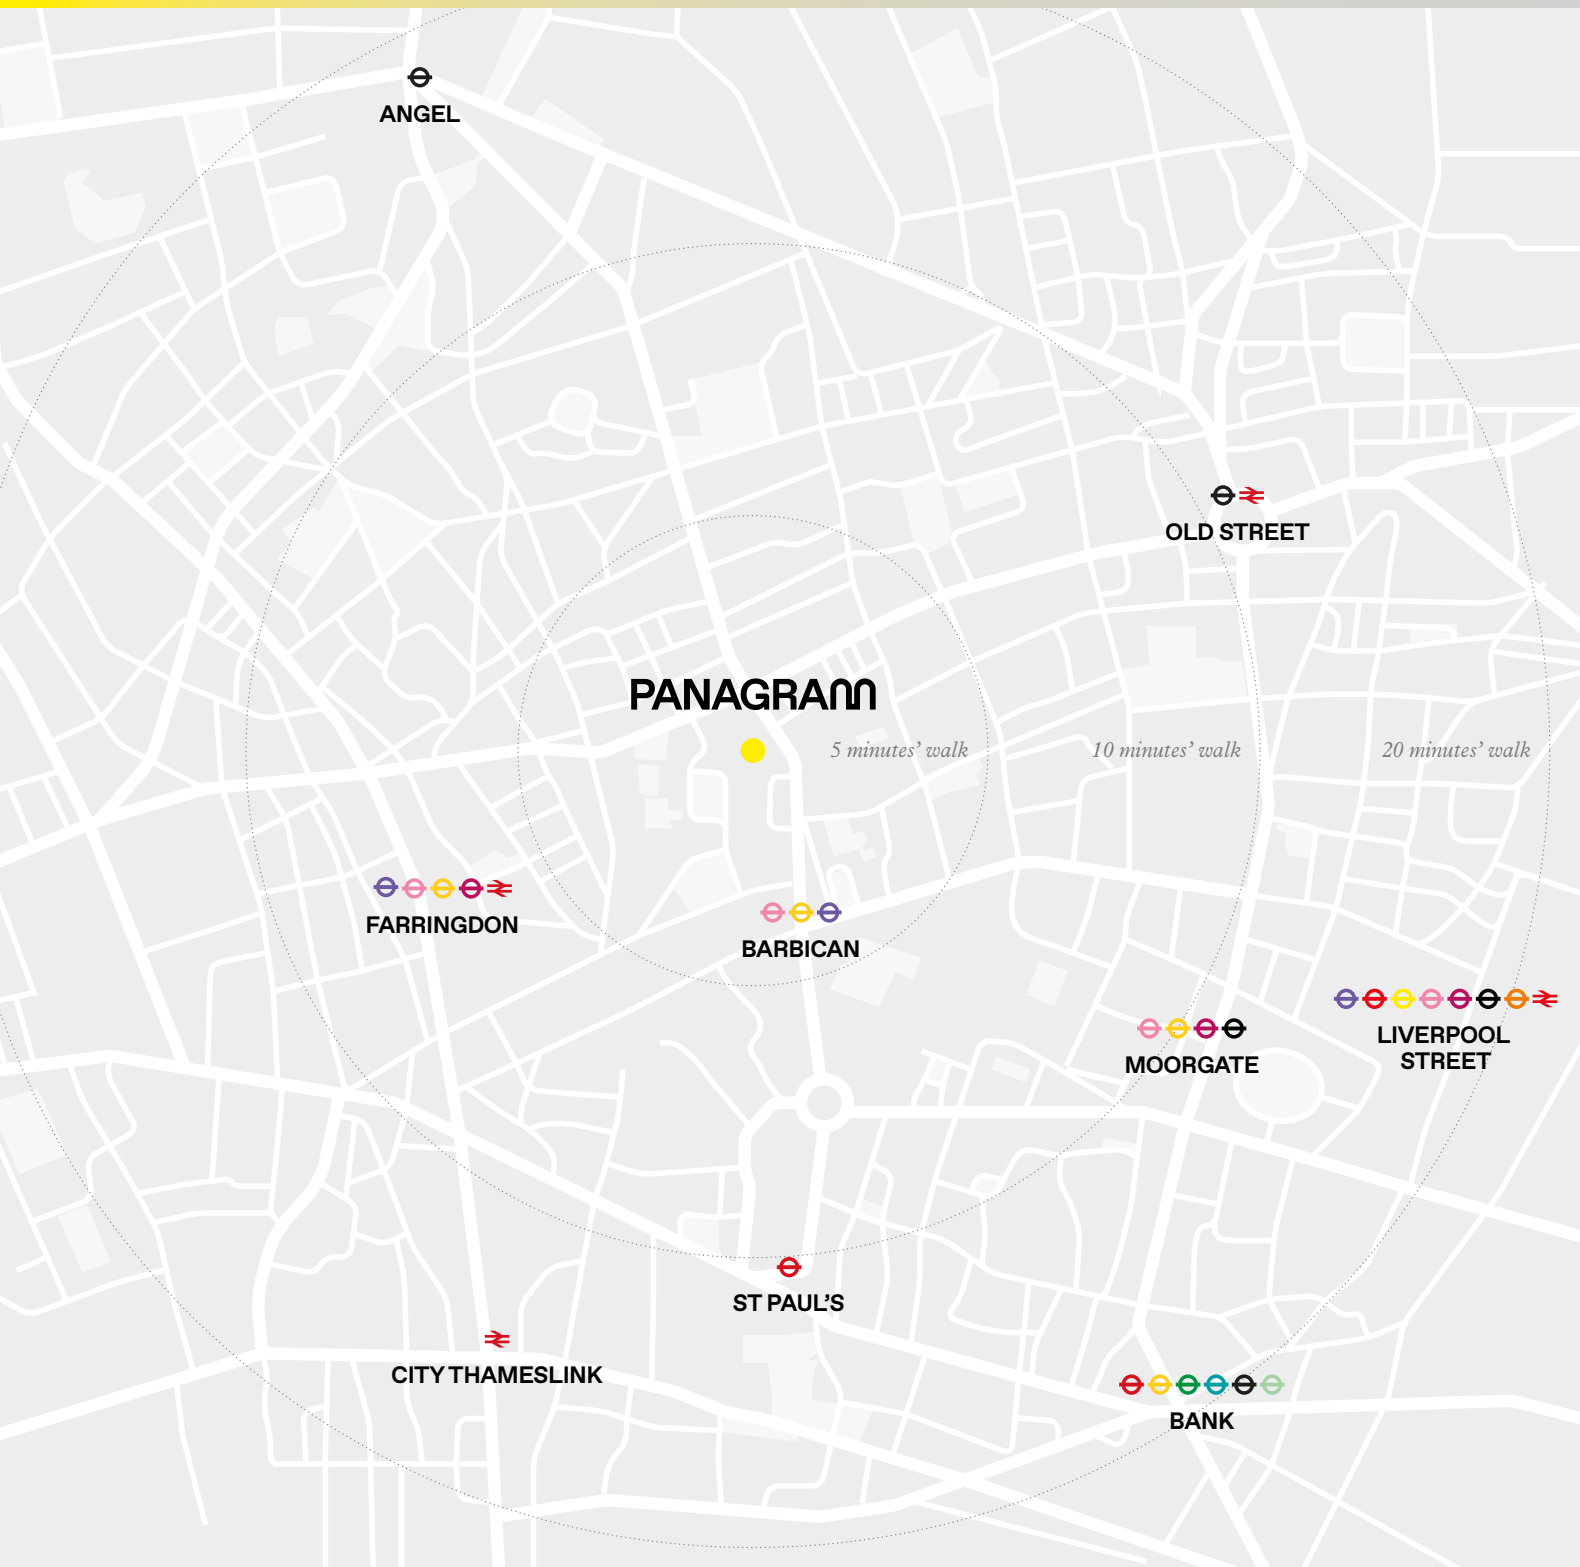 ANGEL
OLD STREET
PANAGRAM
5 minutes’ walk
10 minutes’ walk
20 minutes’ walk
FARRINGDON
BARBICAN
LIVERPOOL
STREET
MOORGATE
ST PAUL’S
CITY THAMESLINK
BANK